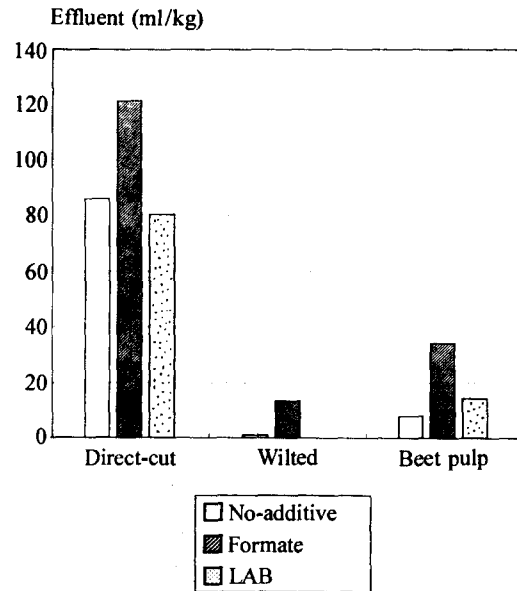 Effluent (ml/kg)
140
120
100
80
60
40
20
0
Direct-cut Wilted Beet pulp
No-additive
Formate
LAB